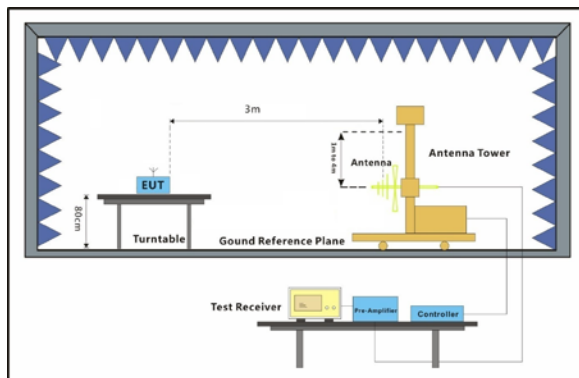 3m
1m to 4m
Antenna
Antenna Tower
EUT
80cm
Turntable
Gound Reference Plane
Test Receiver
Pre-Amplifier
Controller